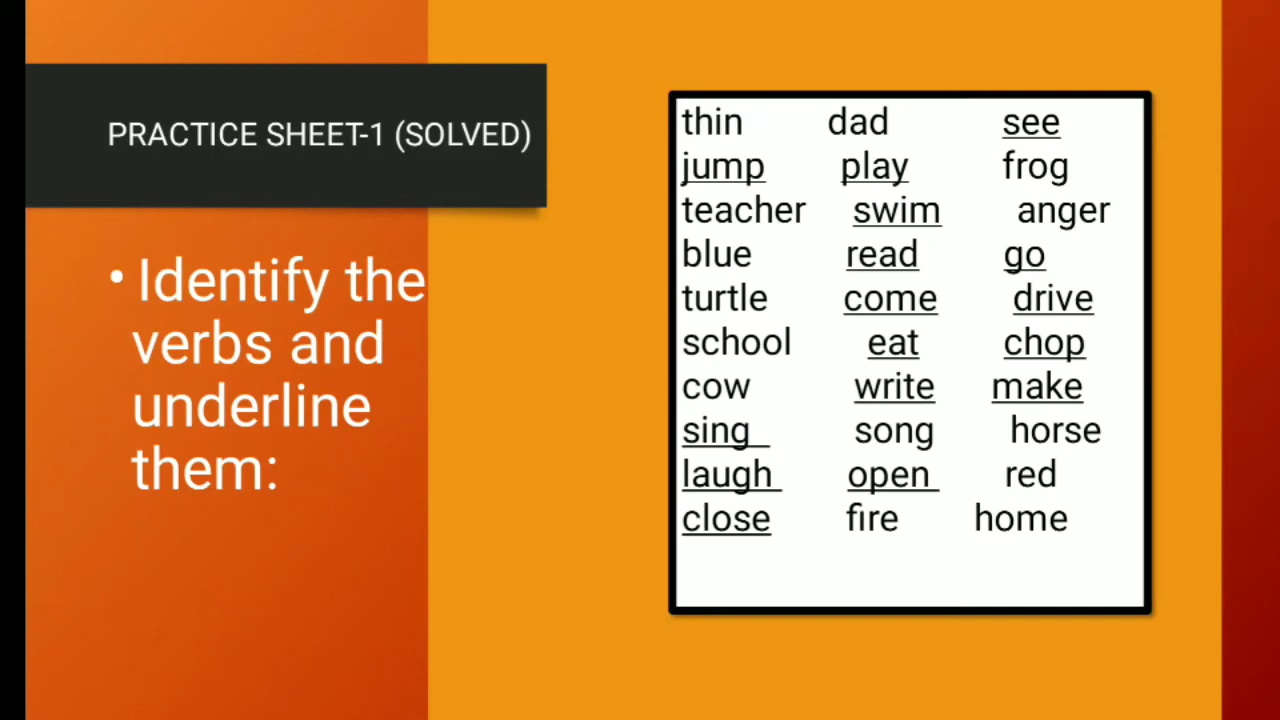 PRACTICE SHEET-1 (SOLVED)
• Identify the
verbs and
underline
them:
thin dad see
jump play frog
teacher swim anger
blue read go
turtle come drive
school eat chop
cow write make
sing song horse
laugh open red
close fire home